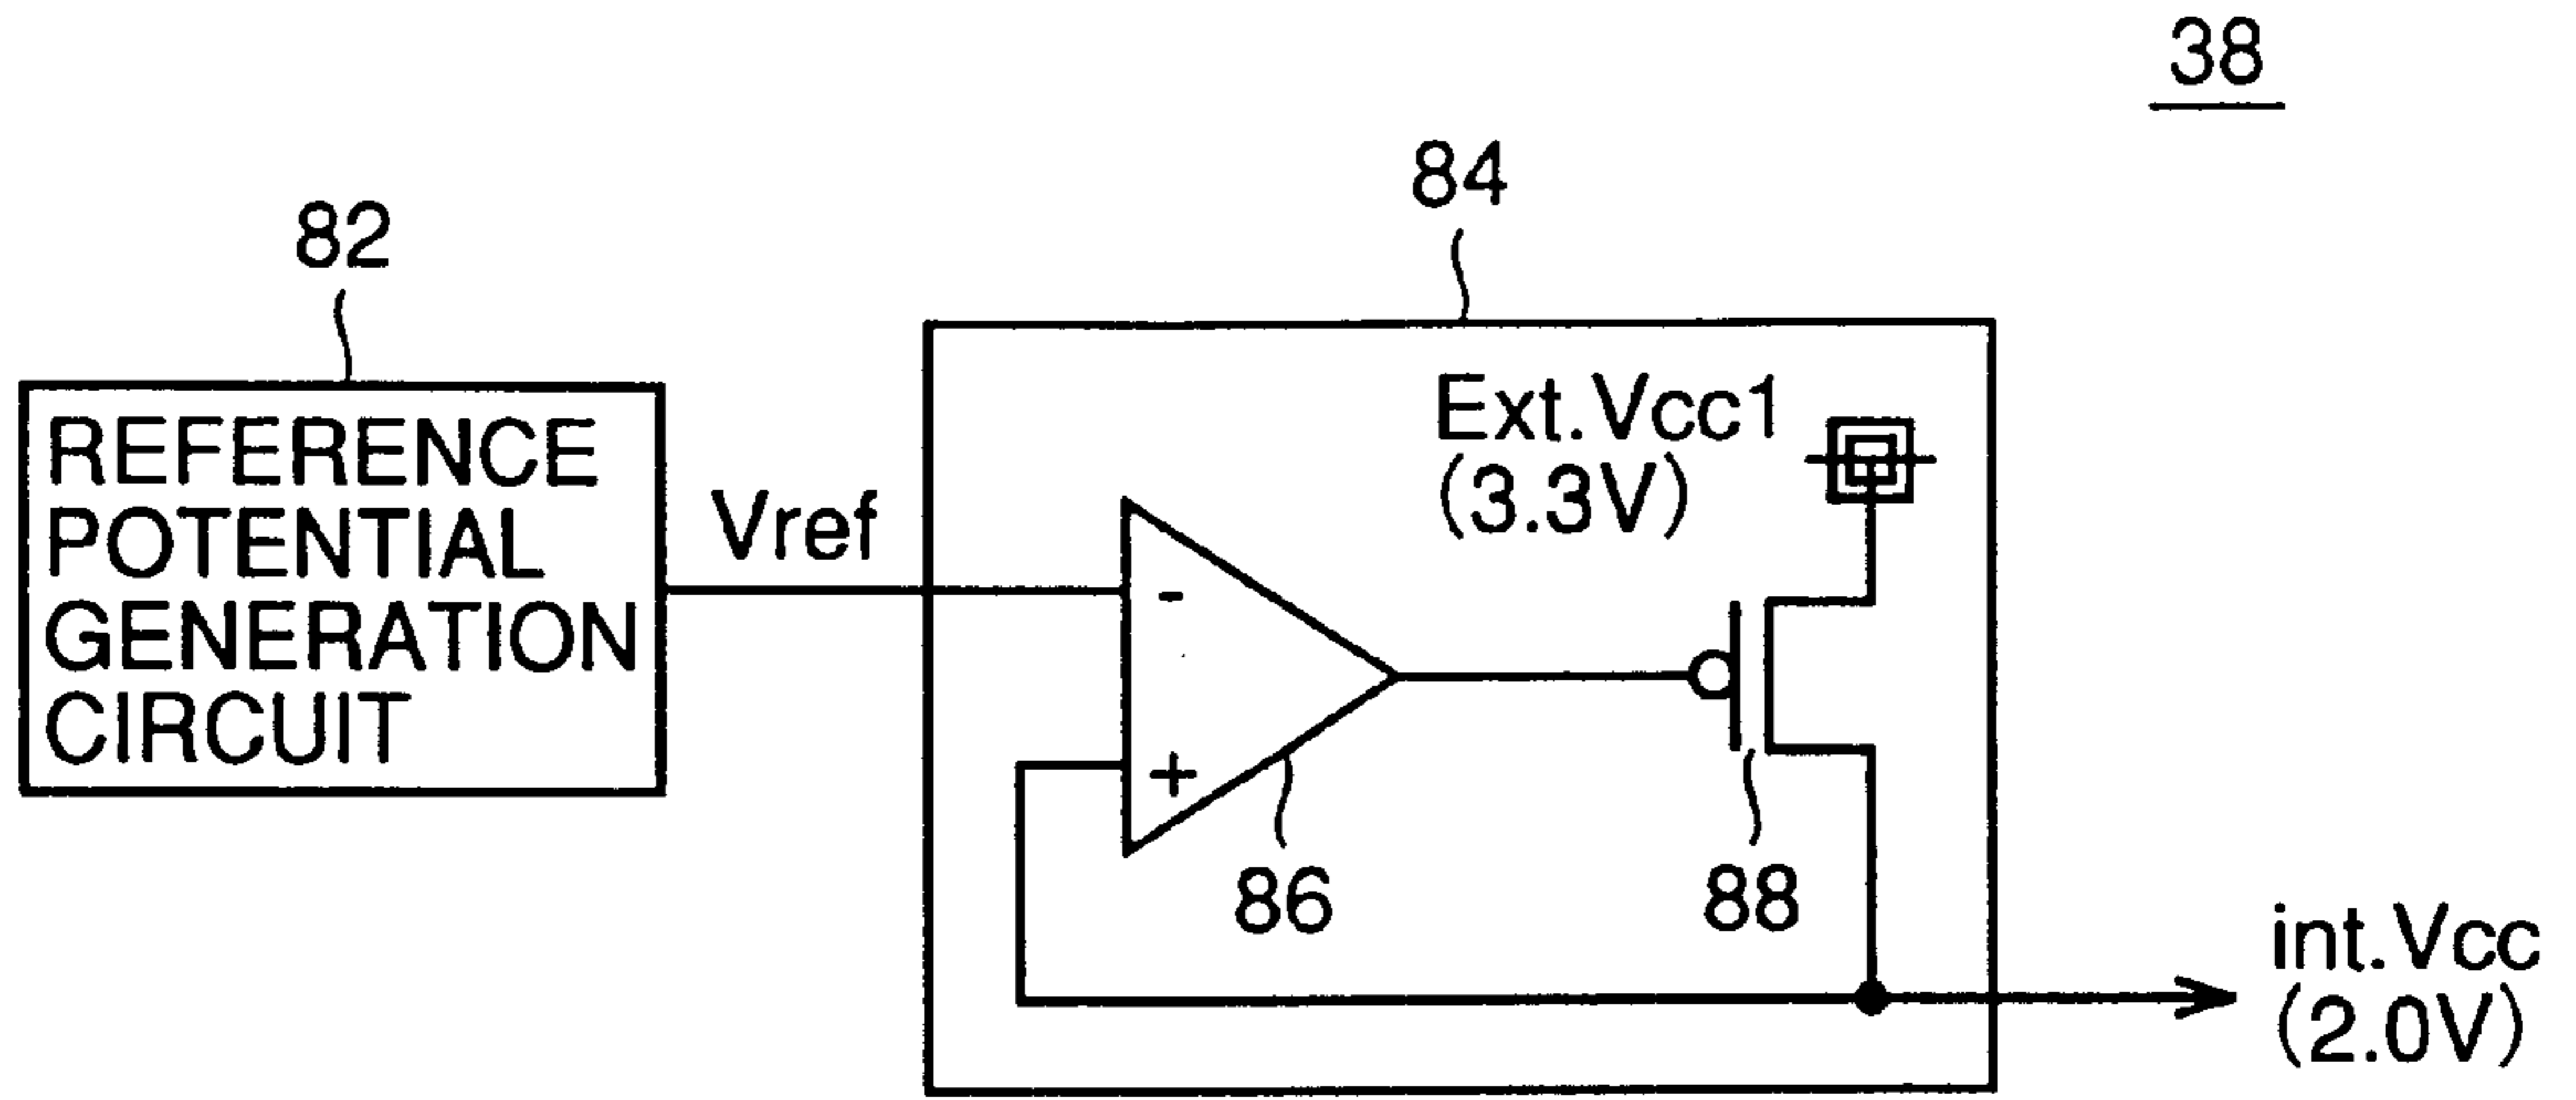 38
84
82
REFERENCE
POTENTIAL
GENERATION
CIRCUIT
Vref
Ext.Vcc1
(3.3V)
-
+
86
88
int.Vcc
(2.0V)